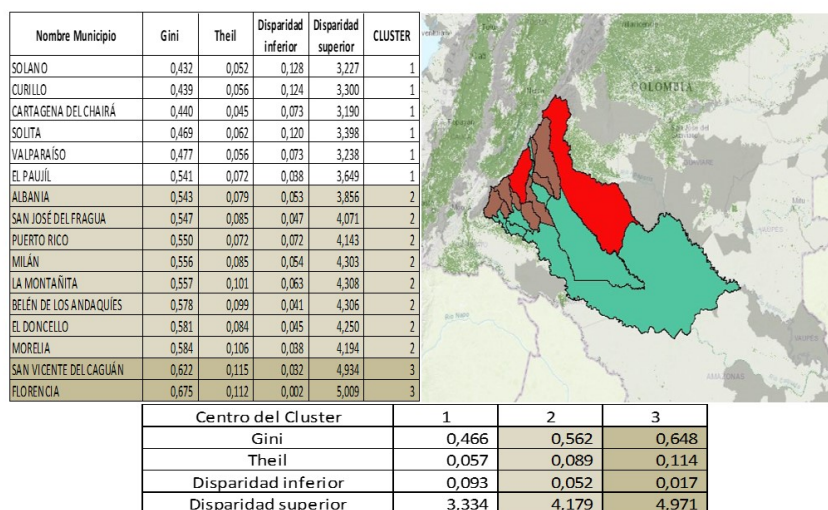 Nombre Municipio Gini Theil Disparidad inferior Disparidad superior CLUSTER
SOLANO 0,432 0,052 0,128 3,227 1
CURILLO 0,439 0,056 0,124 3,300 1
CARTAGENA DEL CHAIRÁ 0,440 0,045 0,073 3,190 1
SOLITA 0,469 0,062 0,120 3,398 1
VALPARAÍSO 0,477 0,056 0,073 3,238 1
EL PAUJÍL 0,541 0,072 0,038 3,649 1
ALBANIA 0,543 0,079 0,053 3,856 2
SAN JOSÉ DEL FRAGUA 0,547 0,085 0,047 4,071 2
PUERTO RICO 0,550 0,072 0,072 4,143 2
MILÁN 0,556 0,085 0,054 4,303 2
LA MONTAÑITA 0,557 0,101 0,063 4,308 2
BELÉN DE LOS ANDAQUÍES 0,578 0,099 0,041 4,306 2
EL DONCELLO 0,581 0,084 0,045 4,250 2
MORELIA 0,584 0,106 0,038 4,194 2
SAN VICENTE DEL CAGUÁN 0,622 0,115 0,032 4,934 3
FLORENCIA 0,675 0,112 0,002 5,009 3
COLOMBIA
AMAZONAS
Centro del Cluster 1 2 3
Gini 0,466 0,562 0,648
Theil 0,057 0,089 0,114
Disparidad inferior 0,093 0,052 0,017
Disparidad superior 3,334 4,179 4,971